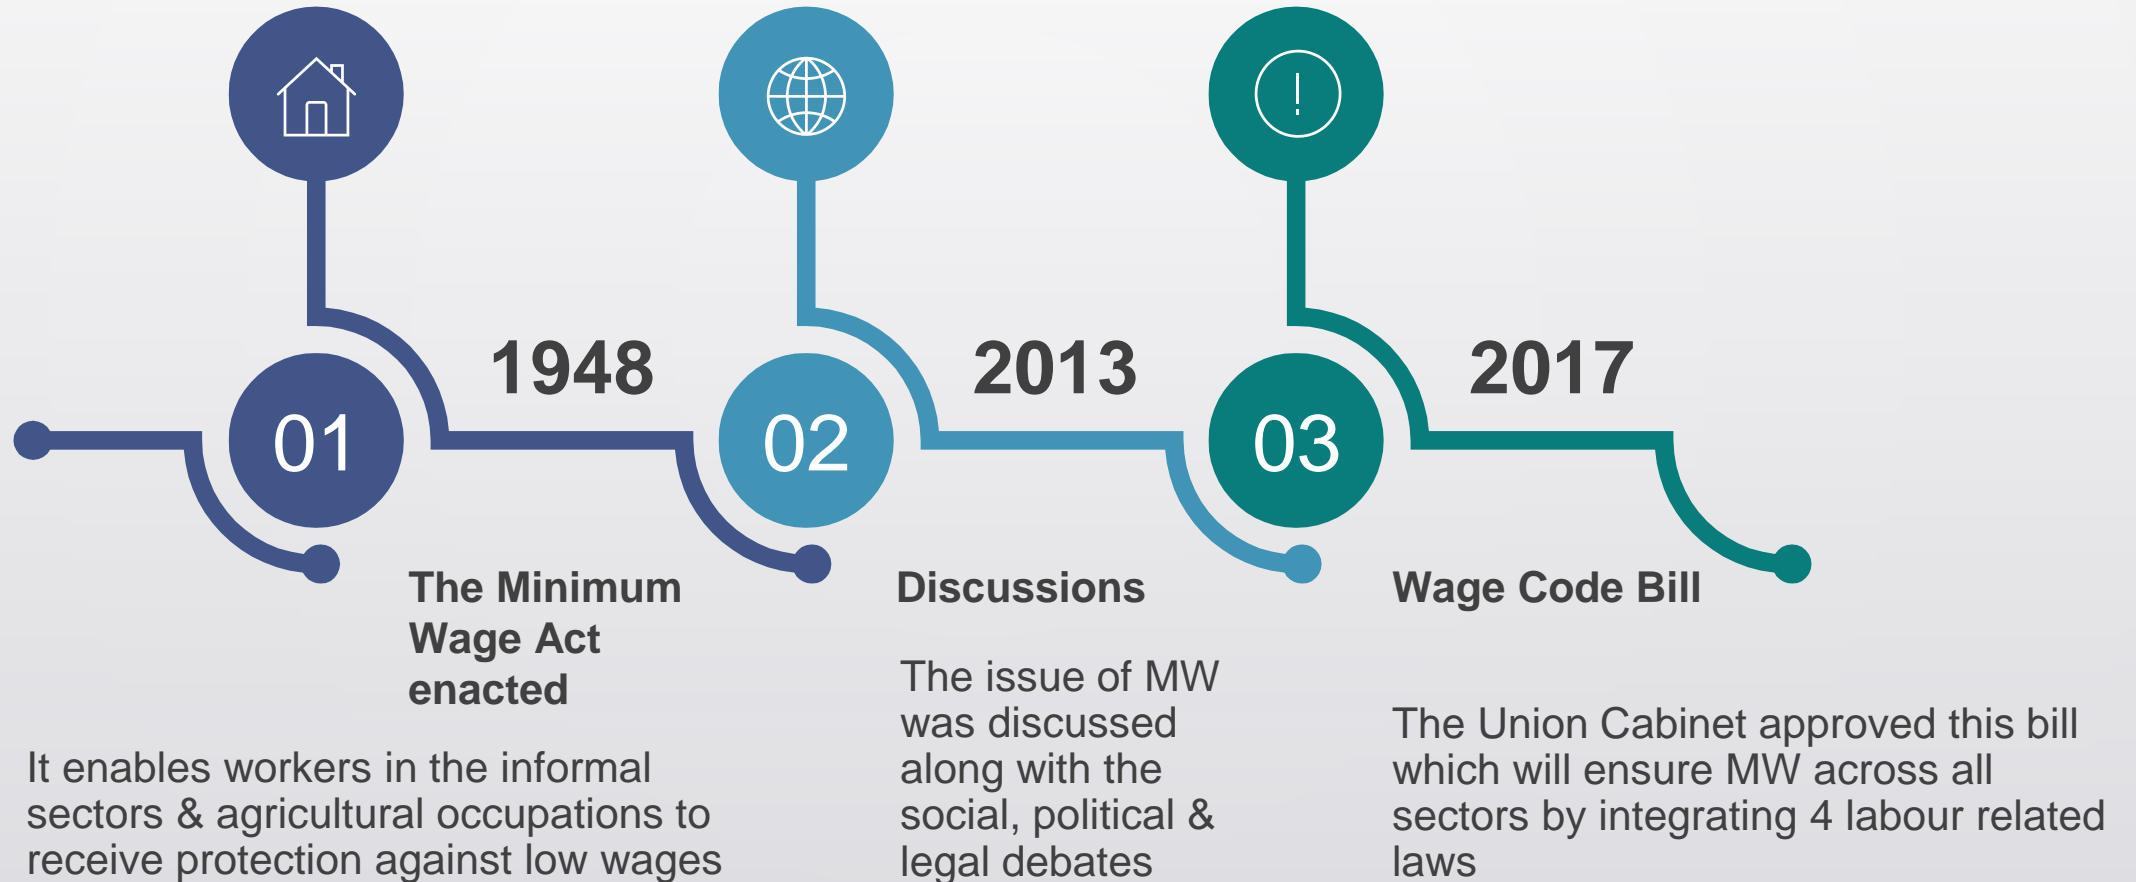 01
1948
The Minimum
Wage Act
enacted
It enables workers in the informal
sectors & agricultural occupations to
receive protection against low wages
02
2013
Discussions
The issue of MW
was discussed
along with the
social, political &
legal debates
03
2017
Wage Code Bill
The Union Cabinet approved this bill
which will ensure MW across all
sectors by integrating 4 labour related
laws